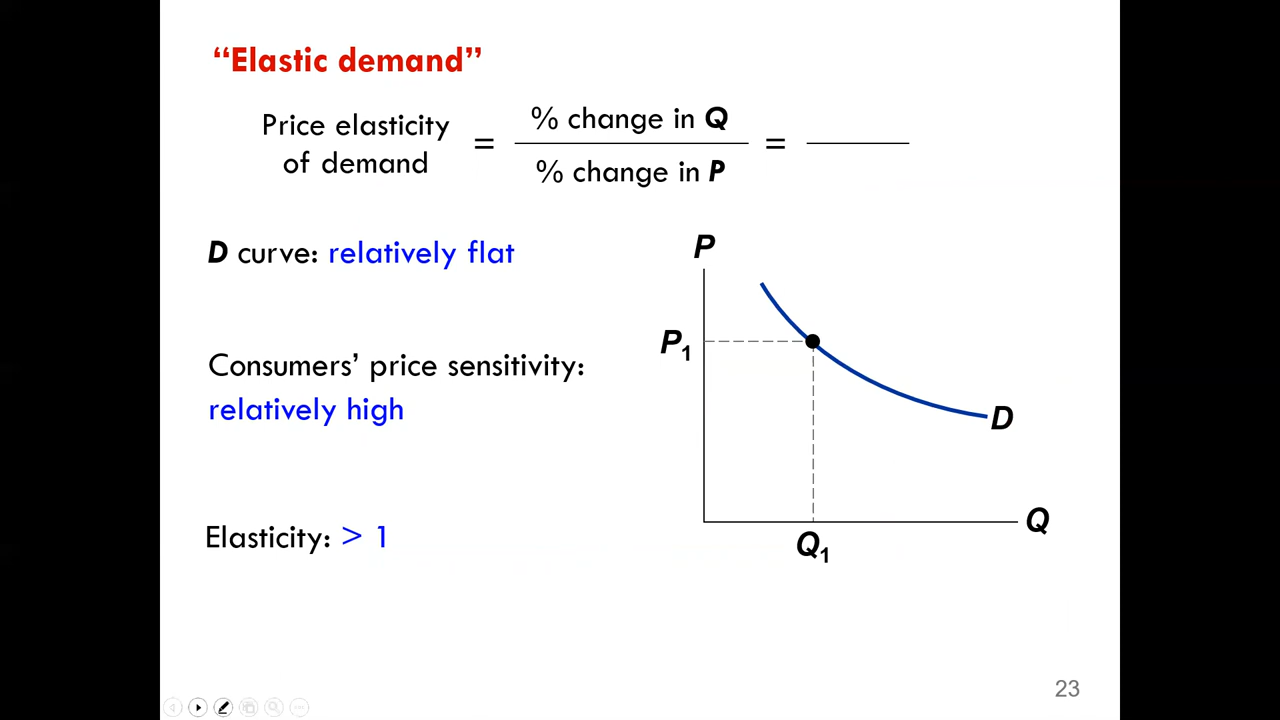 “Elastic demand”
Price elasticity
of demand
=
% change in Q
% change in P
=
D curve: relatively flat
Consumers’ price sensitivity:
relatively high
Elasticity: > 1
P
P1
D
Q
Q1
23